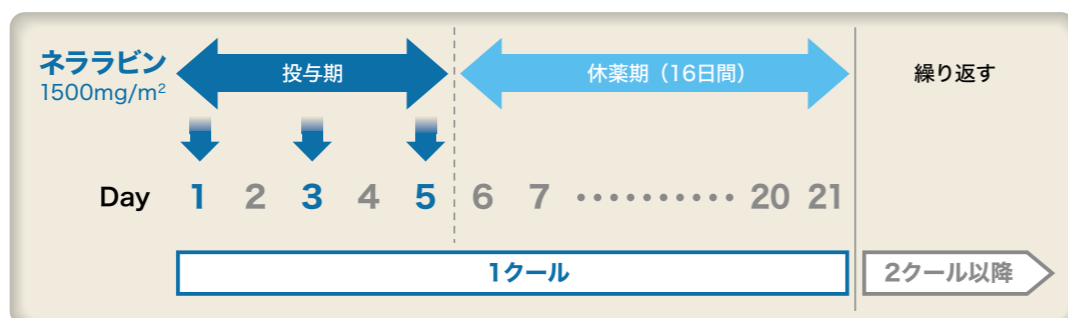 ネララビン
1500mg/m²
投与期
休薬期（16日間）
繰り返す
Day 1 2 3 4 5 6 7 ·········· 20 21
1クール
2クール以降